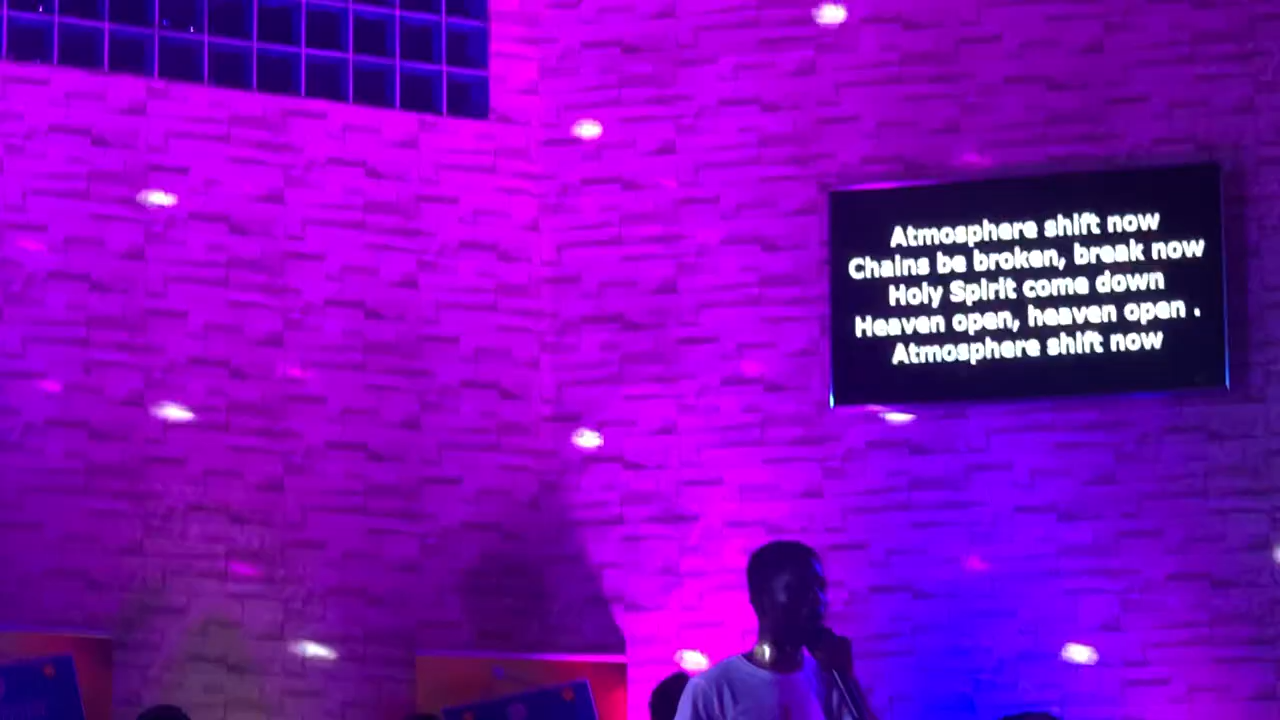 Atmosphere shift now
Chains be broken, break now
Holy Spirit come down
Heaven open, heaven open .
Atmosphere shift now